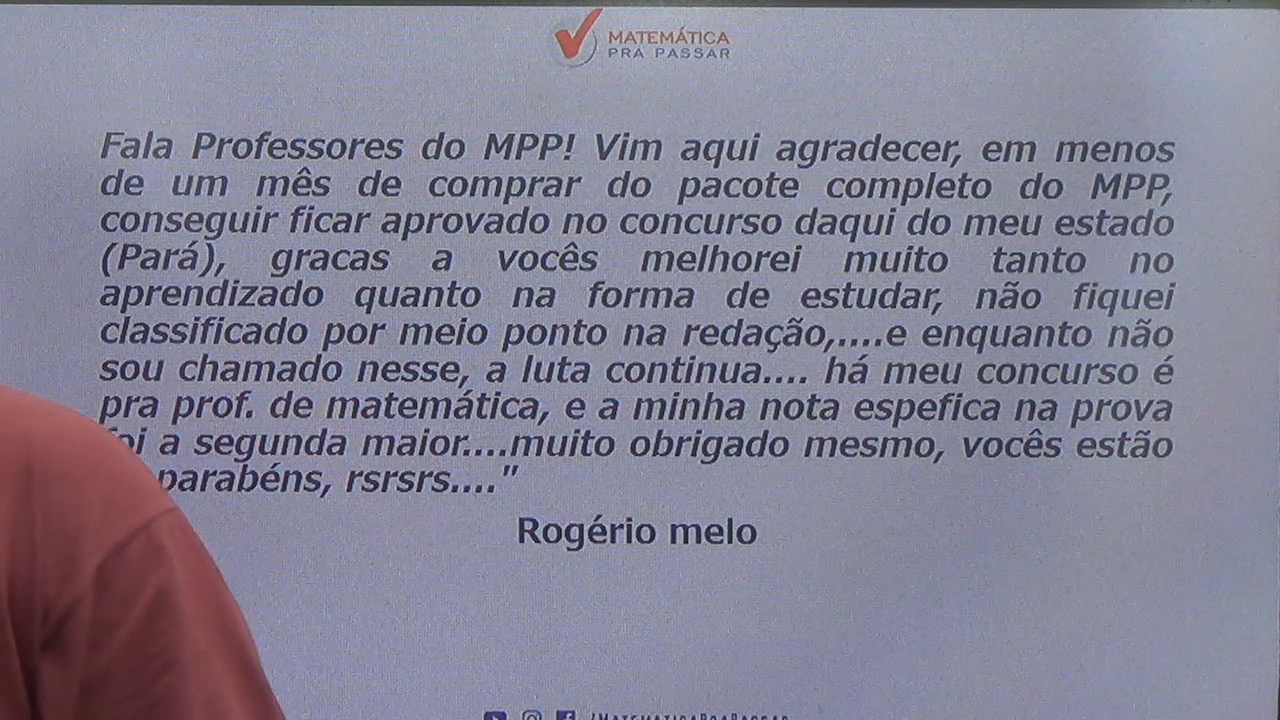 MATEMÁTICA
PRA PASSAR
Fala Professores do MPP! Vim aqui agradecer, em menos
de um mês de comprar do pacote completo do MPP,
conseguir ficar aprovado no concurso daqui do meu estado
(Pará), gracas a vocês melhorei muito tanto no
aprendizado quanto na forma de estudar, não fiquei
classificado por meio ponto na redação,....e enquanto não
sou chamado nesse, a luta continua.... há meu concurso é
pra prof. de matemática, e a minha nota espefica na prova
a segunda maior....muito obrigado mesmo, vocês estão
parabéns, rsrsrs...."
Rogério melo